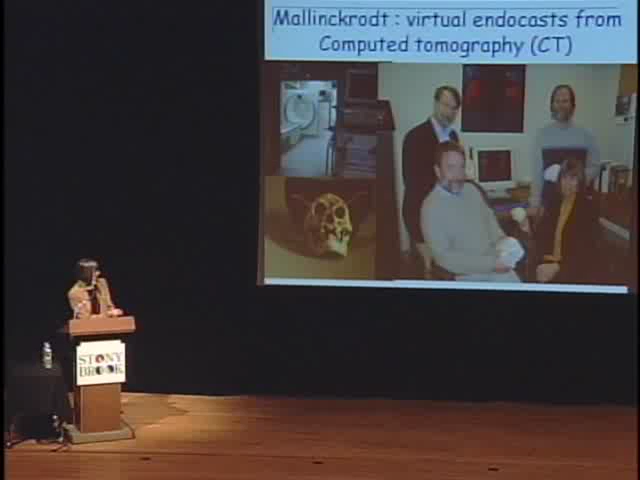 Mallinckrodt : virtual endocasts from
Computed tomography (CT)
STONY
BROOK